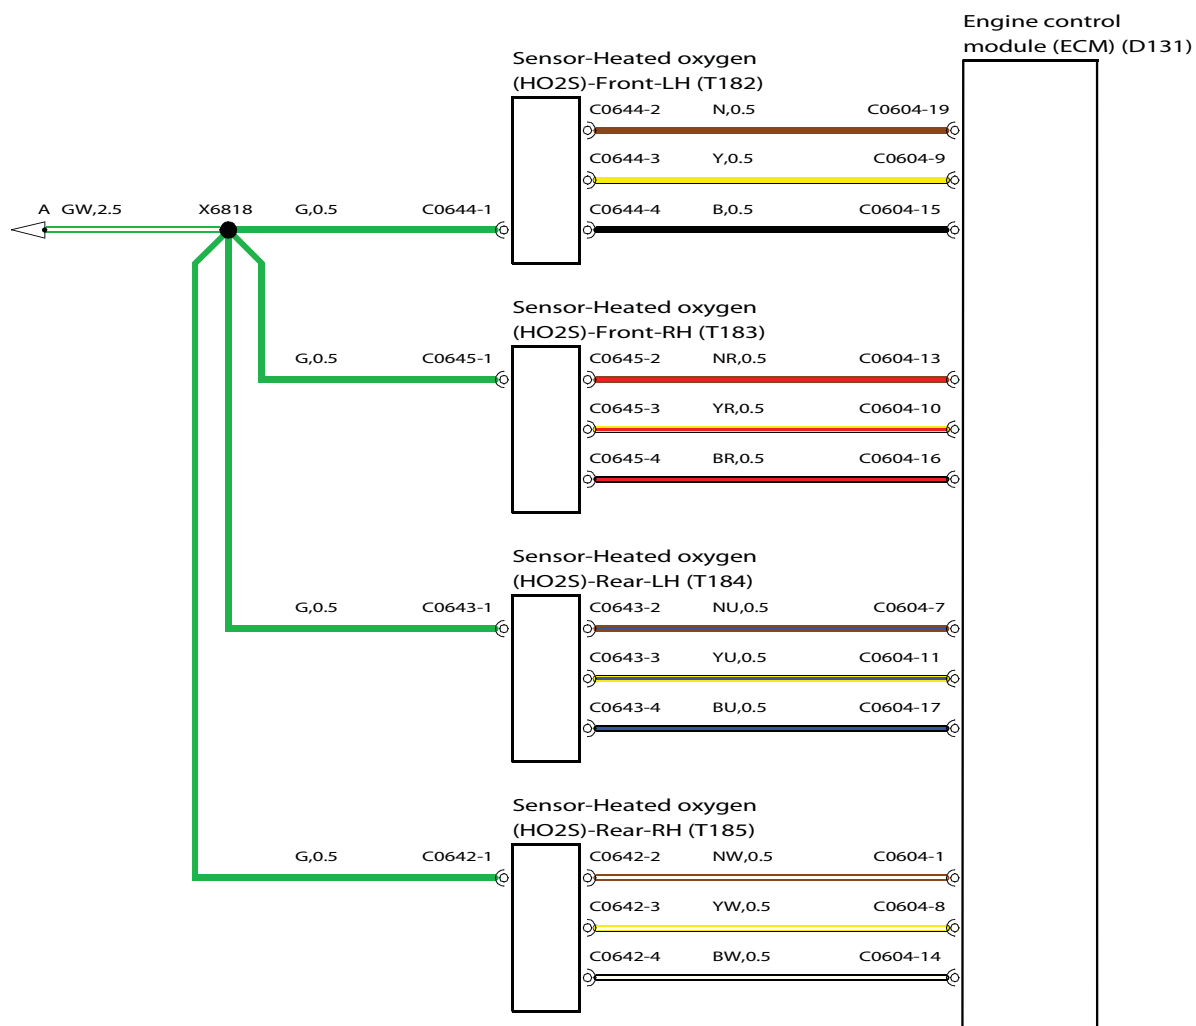 Engine control
module (ECM) (D131)
Sensor-Heated oxygen
(HO2S)-Front-LH (T182)
C0644-2 N,0.5 C0604-19
C0644-3 Y,0.5 C0604-9
A GW,2.5 X6818 G,0.5 C0644-1 C0644-4 B,0.5 C0604-15
Sensor-Heated oxygen
(HO2S)-Front-RH (T183)
G,0.5 C0645-1 C0645-2 NR,0.5 C0604-13
C0645-3 YR,0.5 C0604-10
C0645-4 BR,0.5 C0604-16
Sensor-Heated oxygen
(HO2S)-Rear-LH (T184)
G,0.5 C0643-1 C0643-2 NU,0.5 C0604-7
C0643-3 YU,0.5 C0604-11
C0643-4 BU,0.5 C0604-17
Sensor-Heated oxygen
(HO2S)-Rear-RH (T185)
G,0.5 C0642-1 C0642-2 NW,0.5 C0604-1
C0642-3 YW,0.5 C0604-8
C0642-4 BW,0.5 C0604-14